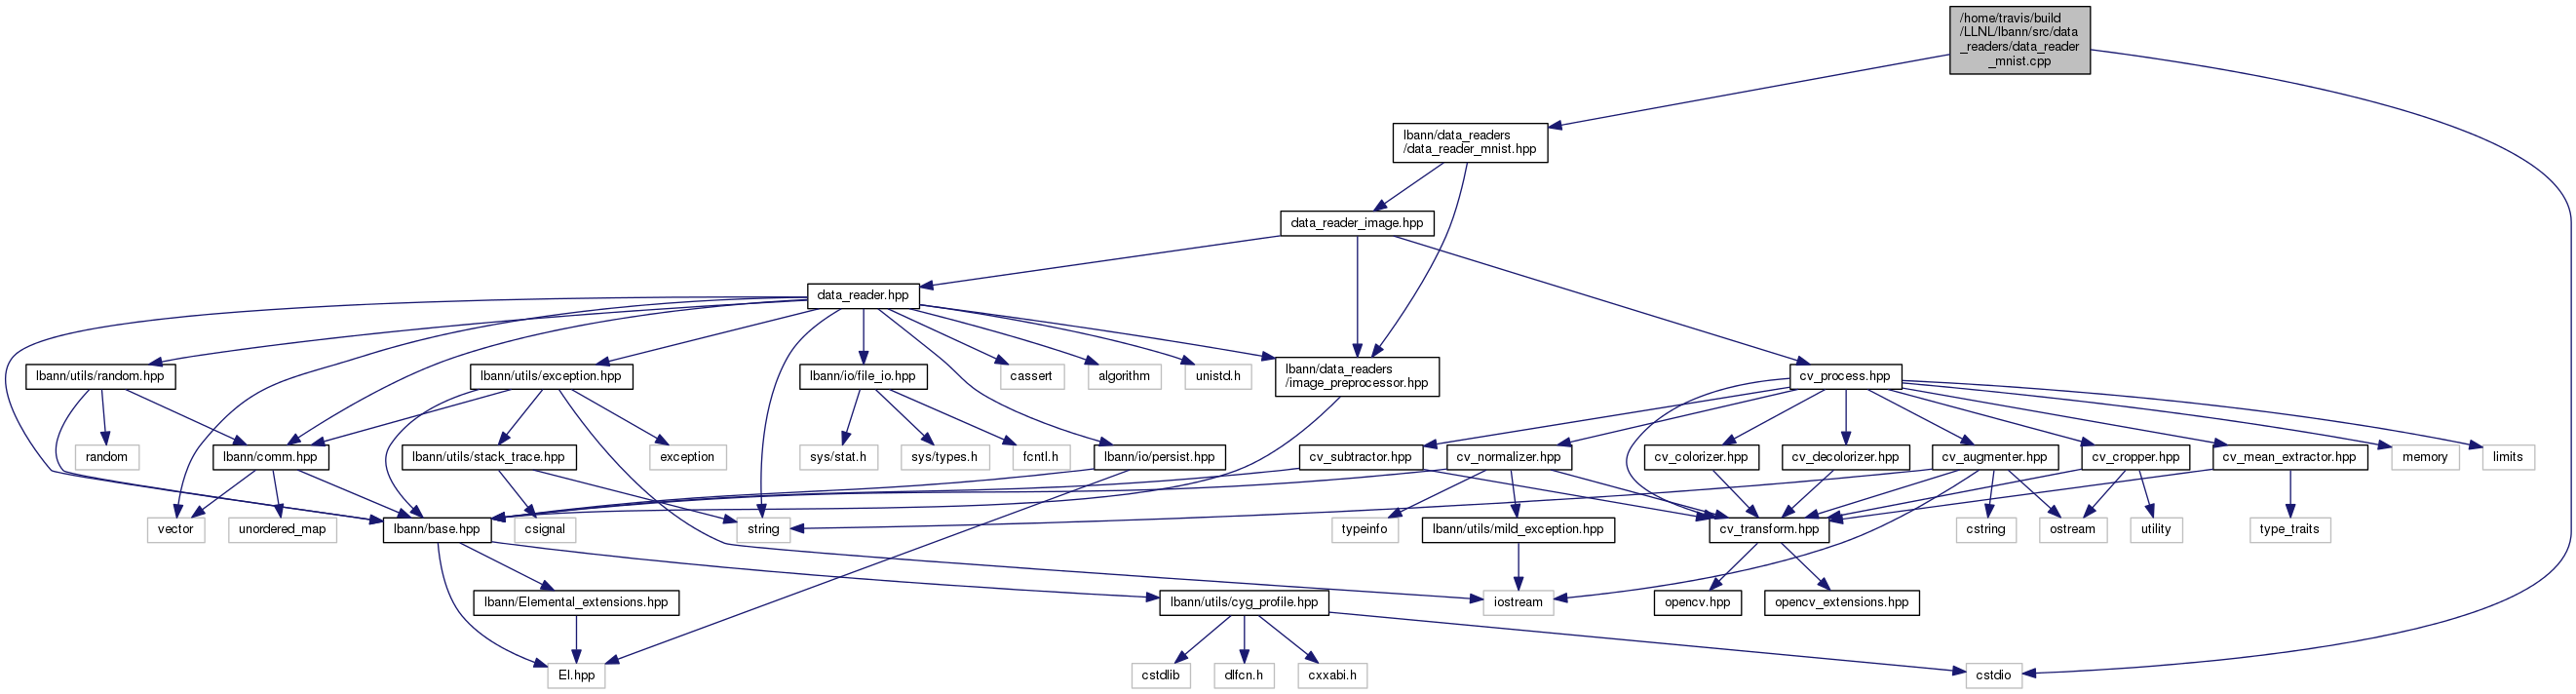 /home/travis/build
/LLNL/lbann/src/data
_readers/data_reader
_mnist.cpp
lbann/data_readers
/data_reader_mnist.hpp
data_reader_image.hpp
data_reader.hpp
lbann/utils/random.hpp
lbann/utils/exception.hpp
lbann/io/file_io.hpp
cassert
algorithm
unistd.h
lbann/data_readers
/image_preprocessor.hpp
cv_process.hpp
random
lbann/comm.hpp
lbann/utils/stack_trace.hpp
exception
sys/stat.h
sys/types.h
fcntl.h
lbann/io/persist.hpp
cv_subtractor.hpp
cv_normalizer.hpp
cv_colorizer.hpp
cv_decolorizer.hpp
cv_augmenter.hpp
cv_cropper.hpp
cv_mean_extractor.hpp
memory
limits
vector
unordered_map
lbann/base.hpp
csignal
string
typeinfo
lbann/utils/mild_exception.hpp
cv_transform.hpp
cstring
ostream
utility
type_traits
lbann/Elemental_extensions.hpp
lbann/utils/cyg_profile.hpp
iostream
opencv.hpp
opencv_extensions.hpp
El.hpp
cstdlib
dlfcn.h
cxxabi.h
cstdio